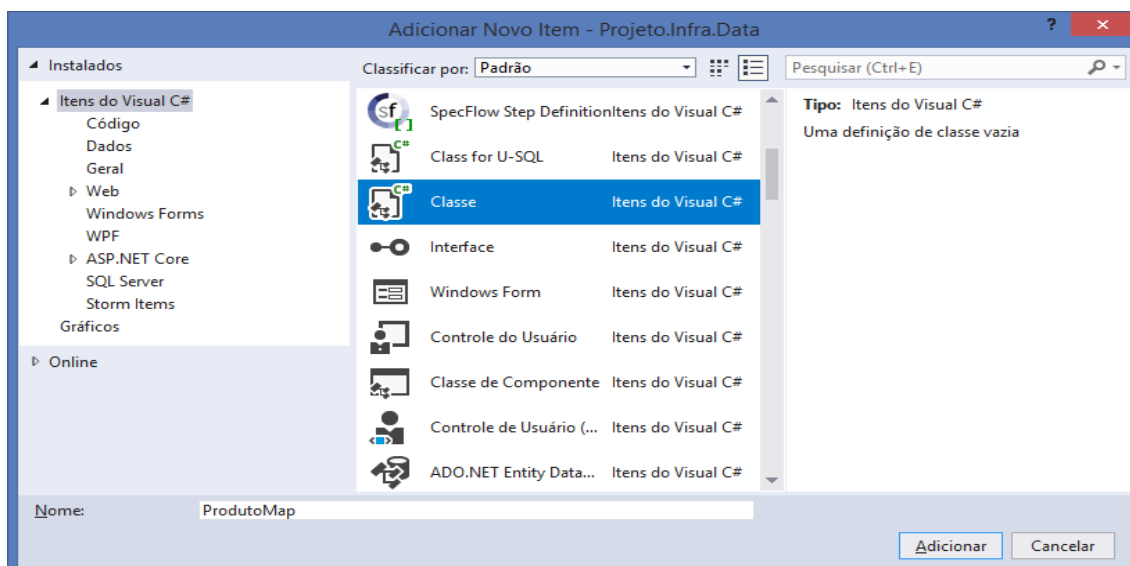 Adicionar Novo Item - Projeto.Infra.Data
?
Instalados
Itens do Visual C#
Código
Dados
Geral
Web
Windows Forms
WPF
ASP.NET Core
SQL Server
Storm Items
Gráficos
Online
Classificar por: Padrão
SpecFlow Step DefinitionItens do Visual C#
Class for U-SQL Itens do Visual C#
Classe Itens do Visual C#
Interface Itens do Visual C#
Windows Form Itens do Visual C#
Controle do Usuário Itens do Visual C#
Classe de Componente Itens do Visual C#
Controle de Usuário (... Itens do Visual C#
ADO.NET Entity Data... Itens do Visual C#
Pesquisar (Ctrl+E)
Tipo: Itens do Visual C#
Uma definição de classe vazia
Nome: ProdutoMap
Adicionar Cancelar